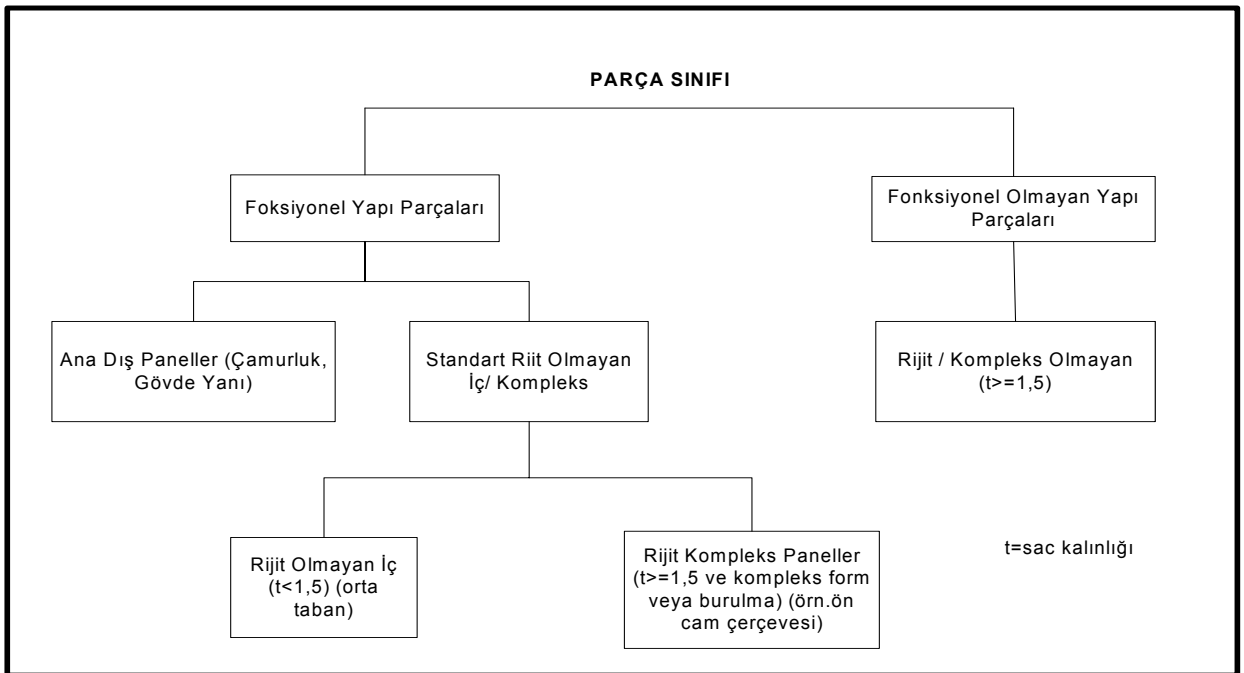 PARÇA SINIFI
Foksiyonel Yapı Parçaları
Fonksiyonel Olmayan Yapı
Parçaları
Ana Dış Paneller (Çamurluk,
Gövde Yanı)
Standart Riit Olmayan
İç/ Kompleks
Rijit / Kompleks Olmayan
(t>=1,5)
Rijit Olmayan İç
(t<1,5) (orta
taban)
Rijit Kompleks Paneller
(t>=1,5 ve kompleks form
veya burulma) (örn.ön
cam çerçevesi)
t=sac kalınlığı